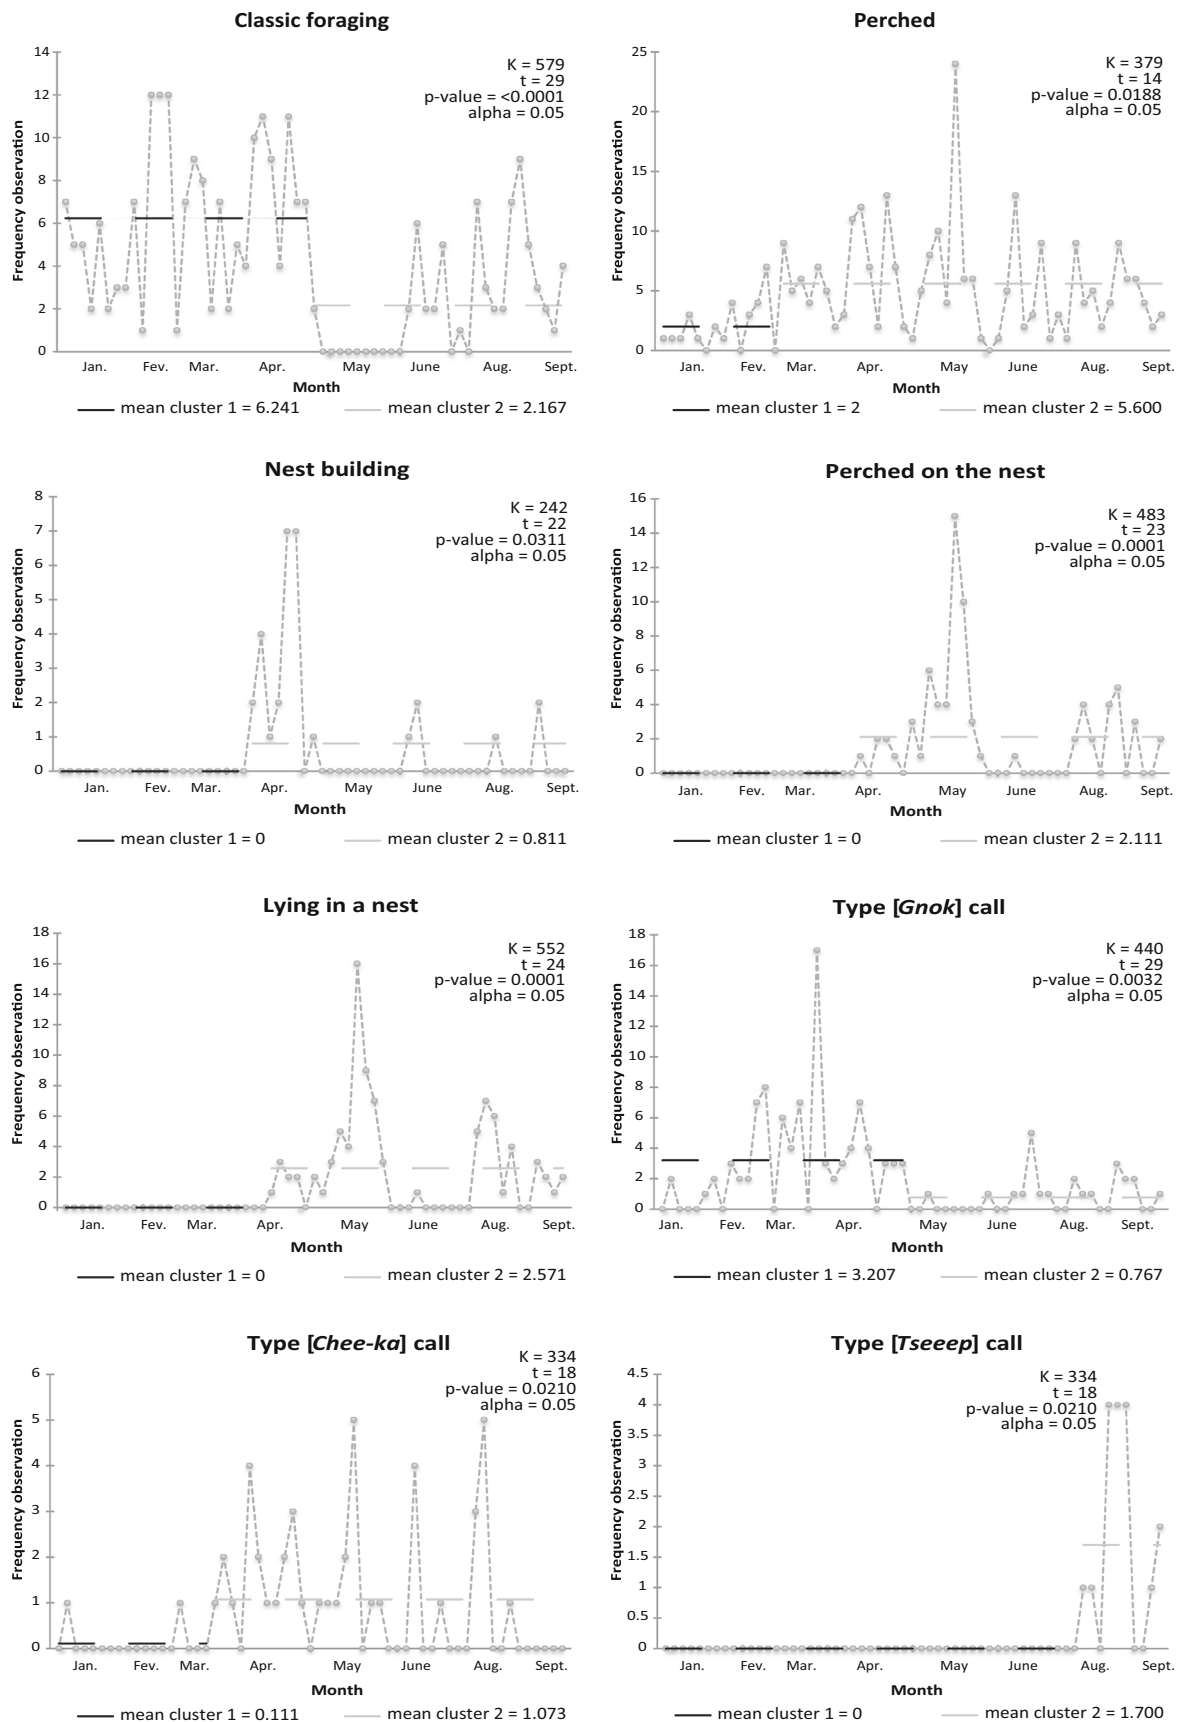 Classic foraging
K = 579
t = 29
p-value = <0.0001
alpha = 0.05
Frequency observation
14
12
10
8
6
4
2
0
Jan. Fev. Mar. Apr. May June Aug. Sept.
Month
mean cluster 1 = 6.241 mean cluster 2 = 2.167
Perched
K = 379
t = 14
p-value = 0.0188
alpha = 0.05
Frequency observation
25
20
15
10
5
0
Jan. Fev. Mar. Apr. May June Aug. Sept.
Month
mean cluster 1 = 2 mean cluster 2 = 5.600
Nest building
K = 242
t = 22
p-value = 0.0311
alpha = 0.05
Frequency observation
8
7
6
5
4
3
2
1
0
Jan. Fev. Mar. Apr. May June Aug. Sept.
Month
mean cluster 1 = 0 mean cluster 2 = 0.811
Perched on the nest
K = 483
t = 23
p-value = 0.0001
alpha = 0.05
Frequency observation
16
14
12
10
8
6
4
2
0
Jan. Fev. Mar. Apr. May June Aug. Sept.
Month
mean cluster 1 = 0 mean cluster 2 = 2.111
Lying in a nest
K = 552
t = 24
p-value = 0.0001
alpha = 0.05
Frequency observation
18
16
14
12
10
8
6
4
2
0
Jan. Fev. Mar. Apr. May June Aug. Sept.
Month
mean cluster 1 = 0 mean cluster 2 = 2.571
Type [Gnok] call
K = 440
t = 29
p-value = 0.0032
alpha = 0.05
Frequency observation
18
16
14
12
10
8
6
4
2
0
Jan. Fev. Mar. Apr. May June Aug. Sept.
Month
mean cluster 1 = 3.207 mean cluster 2 = 0.767
Type [Chee-ka] call
K = 334
t = 18
p-value = 0.0210
alpha = 0.05
Frequency observation
6
5
4
3
2
1
0
Jan. Fev. Mar. Apr. May June Aug. Sept.
Month
mean cluster 1 = 0.111 mean cluster 2 = 1.073
Type [Tseeep] call
K = 334
t = 18
p-value = 0.0210
alpha = 0.05
Frequency observation
4.5
4
3.5
3
2.5
2
1.5
1
0.5
0
Jan. Fev. Mar. Apr. May June Aug. Sept.
Month
mean cluster 1 = 0 mean cluster 2 = 1.700